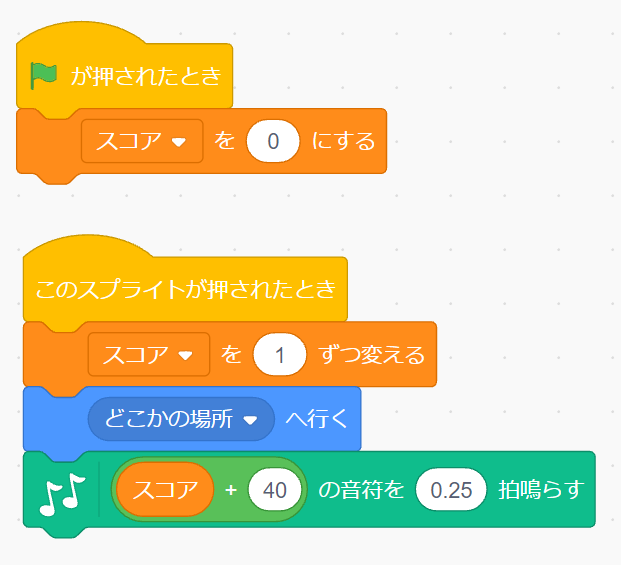 が押されたとき
スコア を 0 にする
このスプライトが押されたとき
スコア を 1 ずつ変える
どこかの場所 へ行く
スコア + 40 の音符を 0.25 拍鳴らす